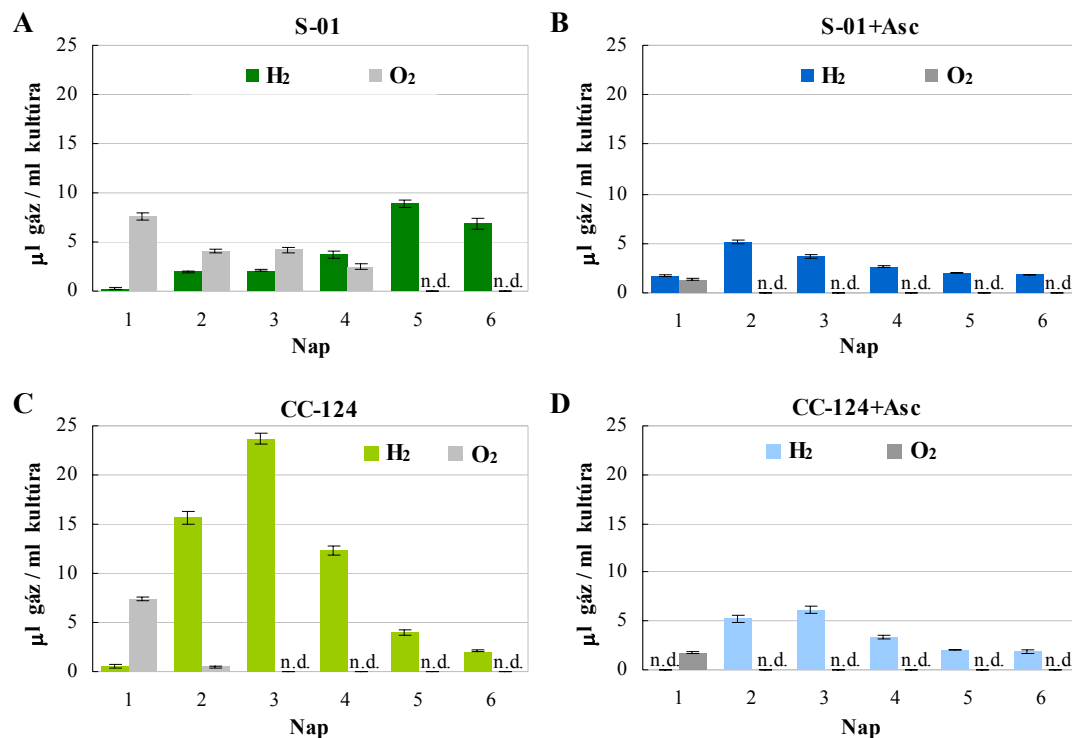 A
S-01
25
20
15
10
5
0
µl gáz / ml kultúra
H2 O2
n.d. n.d.
1 2 3 4 5 6
Nap
B
S-01+Asc
25
20
15
10
5
0
µl gáz / ml kultúra
H2 O2
n.d. n.d. n.d. n.d. n.d.
1 2 3 4 5 6
Nap
C
CC-124
25
20
15
10
5
0
µl gáz / ml kultúra
H2 O2
n.d. n.d. n.d. n.d.
1 2 3 4 5 6
Nap
D
CC-124+Asc
25
20
15
10
5
0
µl gáz / ml kultúra
H2 O2
n.d. n.d. n.d. n.d. n.d. n.d.
1 2 3 4 5 6
Nap